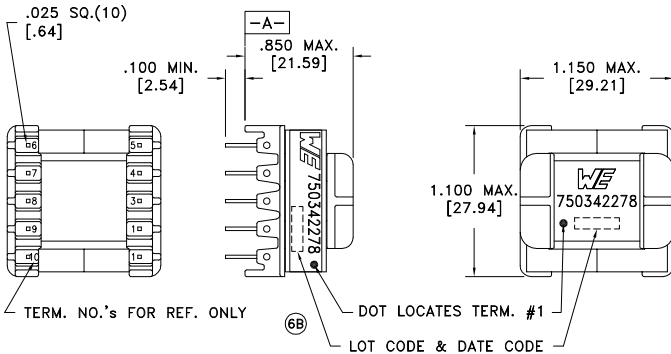 .025 SQ.(10)
[.64]
-A-
.850 MAX.
[21.59]
.100 MIN.
[2.54]
1.150 MAX.
[29.21]
6
5
7
4
8
3
9
1
10
1
WE 750342278
1.100 MAX.
[27.94]
WE
750342278
TERM. NO.'s FOR REF. ONLY
DOT LOCATES TERM. #1
6B
LOT CODE & DATE CODE